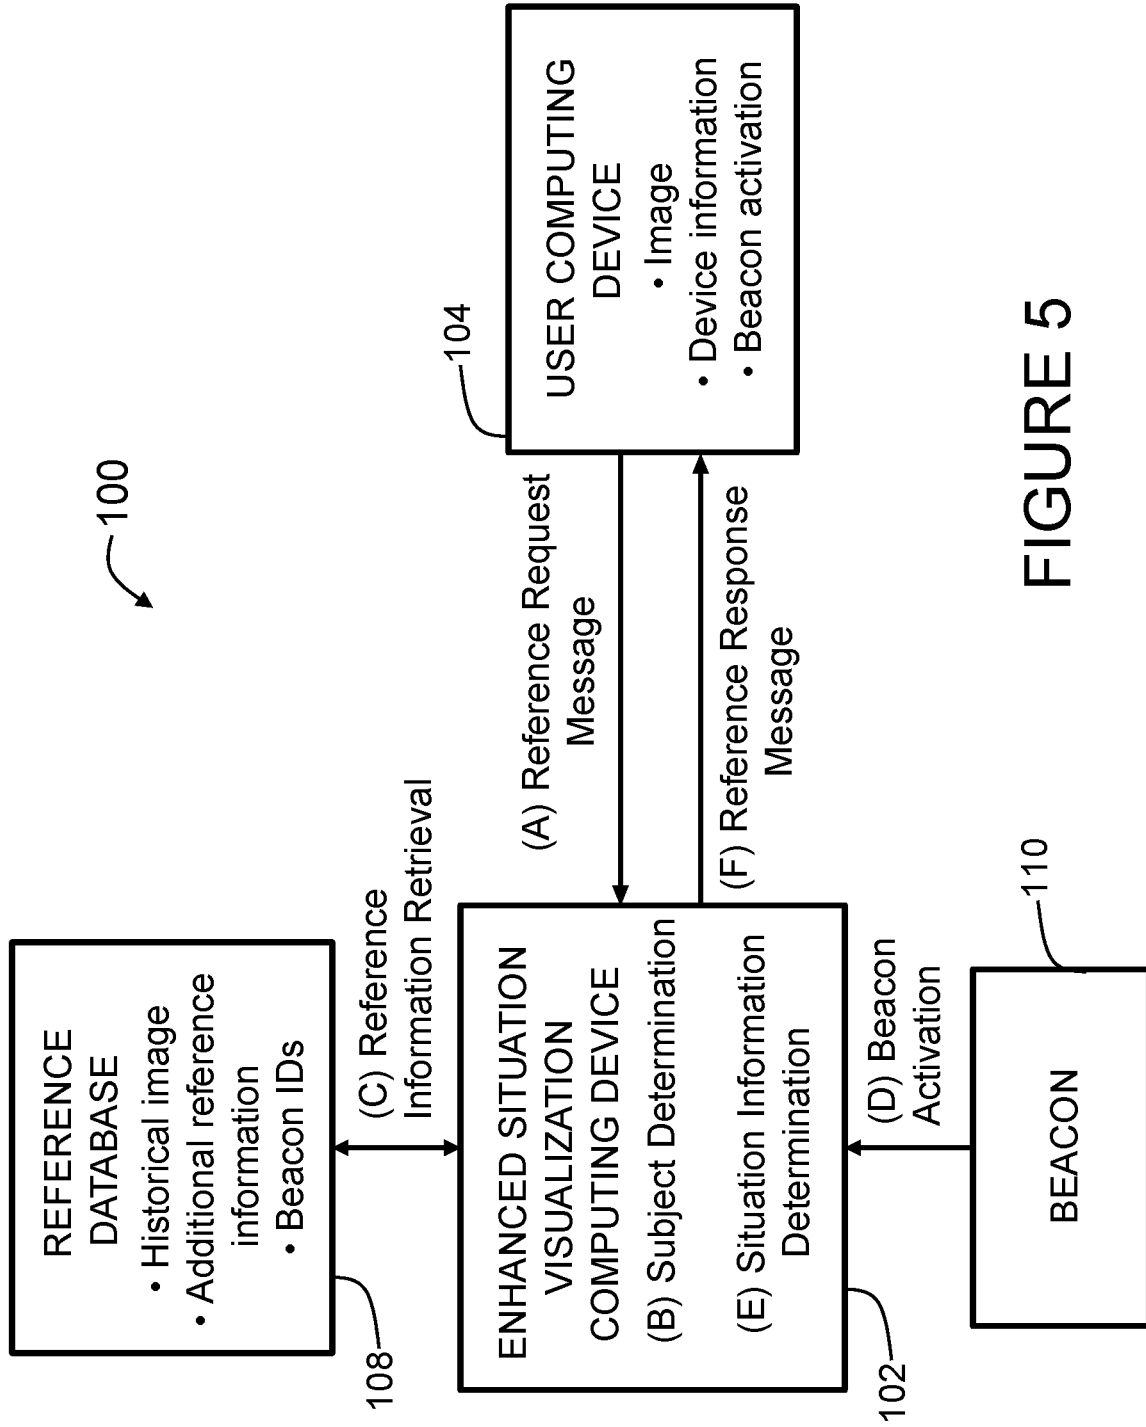 100
REFERENCE
DATABASE
• Historical image
• Additional reference
information
• Beacon IDs
108
(C) Reference
Information Retrieval
ENHANCED SITUATION
VISUALIZATION
COMPUTING DEVICE
(B) Subject Determination
(E) Situation Information
Determination
102
(A) Reference Request
Message
(F) Reference Response
Message
104
USER COMPUTING
DEVICE
• Image
• Device information
• Beacon activation
(D) Beacon
Activation
110
BEACON
FIGURE 5